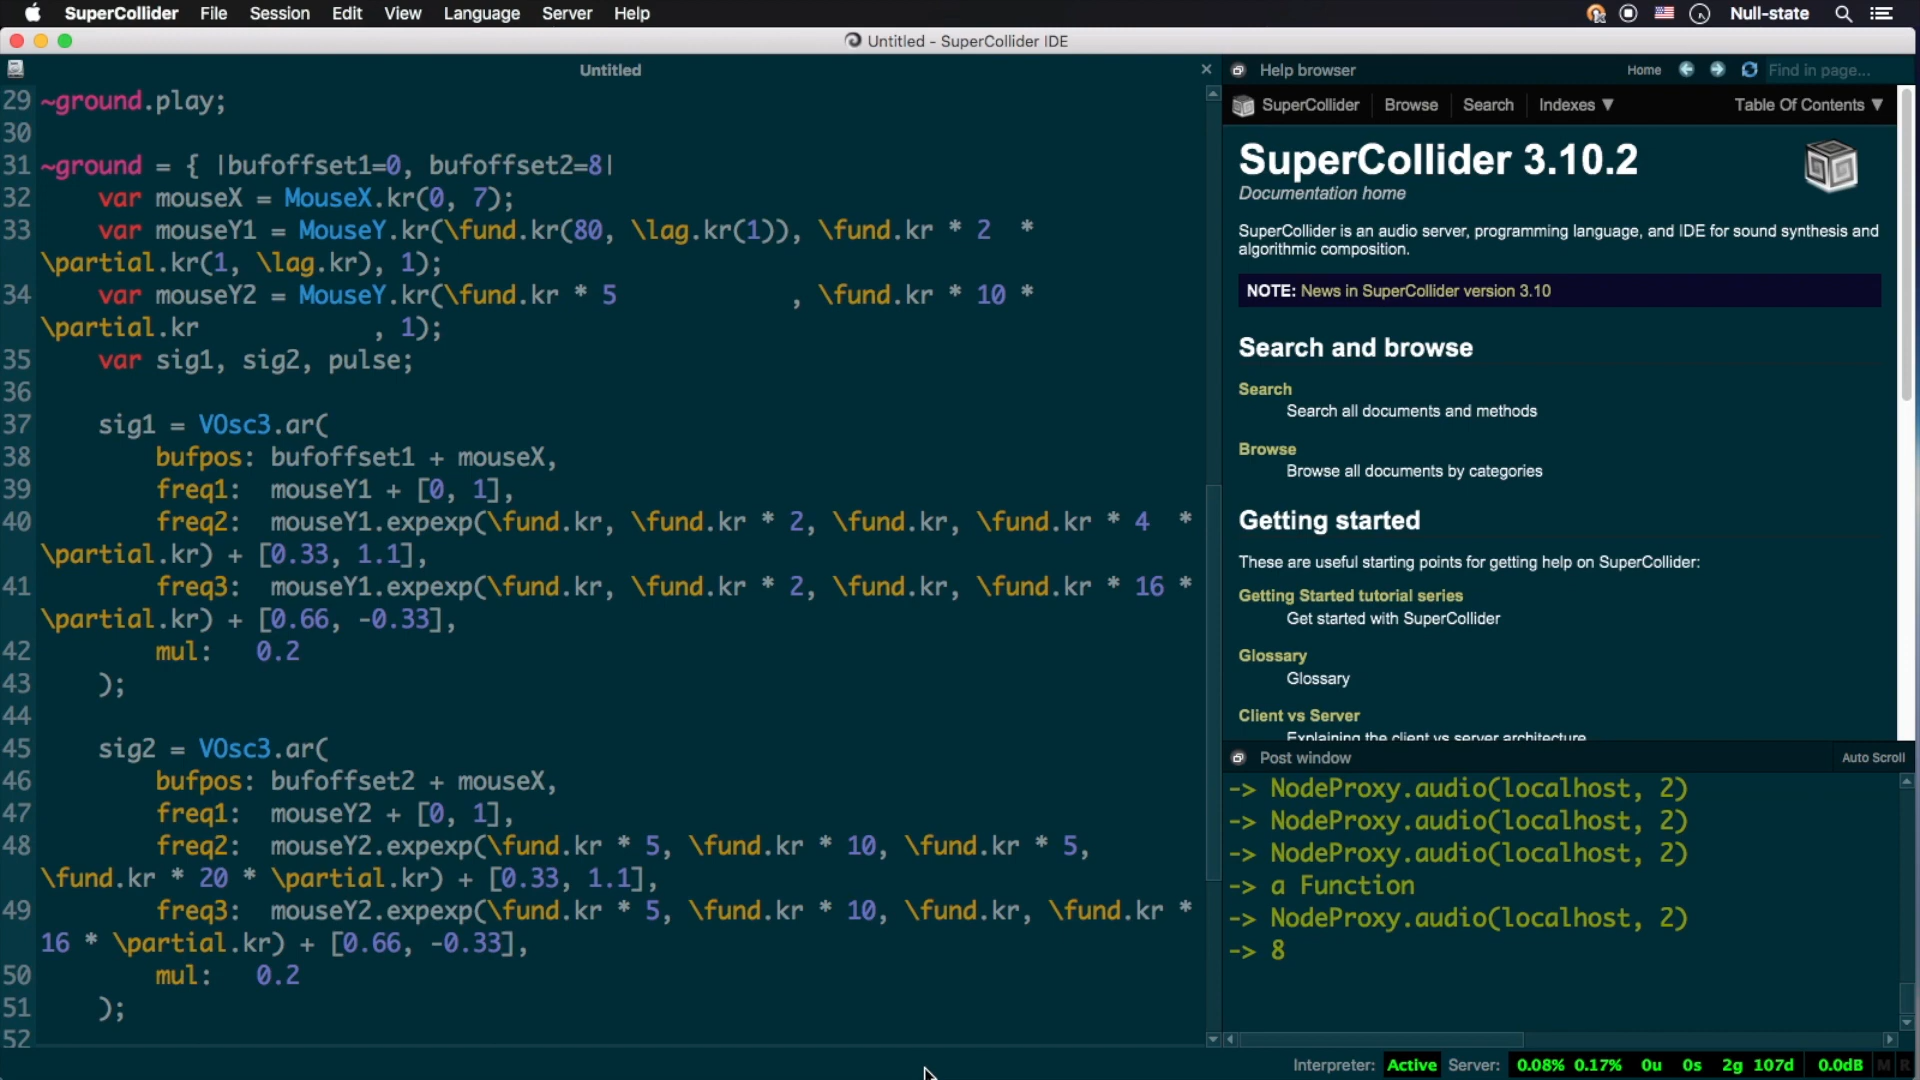 SuperCollider File Session Edit View Language Server Help Null-state
Untitled - SuperCollider IDE
Untitled
29 ~ground.play;
30
31 ~ground = { |bufoffset1=0, bufoffset2=8|
32 var mouseX = MouseX.kr(0, 7);
33 var mouseY1 = MouseY.kr(\fund.kr(80, \lag.kr(1)), \fund.kr * 2 *
\partial.kr(1, \lag.kr), 1);
34 var mouseY2 = MouseY.kr(\fund.kr * 5 , \fund.kr * 10 *
\partial.kr , 1);
35 var sig1, sig2, pulse;
36
37 sig1 = VOsc3.ar(
38 bufpos: bufoffset1 + mouseX,
39 freq1: mouseY1 + [0, 1],
40 freq2: mouseY1.expexp(\fund.kr, \fund.kr * 2, \fund.kr, \fund.kr * 4 *
\partial.kr) + [0.33, 1.1],
41 freq3: mouseY1.expexp(\fund.kr, \fund.kr * 2, \fund.kr, \fund.kr * 16 *
\partial.kr) + [0.66, -0.33],
42 mul: 0.2
43 );
44
45 sig2 = VOsc3.ar(
46 bufpos: bufoffset2 + mouseX,
47 freq1: mouseY2 + [0, 1],
48 freq2: mouseY2.expexp(\fund.kr * 5, \fund.kr * 10, \fund.kr * 5,
\fund.kr * 20 * \partial.kr) + [0.33, 1.1],
49 freq3: mouseY2.expexp(\fund.kr * 5, \fund.kr * 10, \fund.kr, \fund.kr *
16 * \partial.kr) + [0.66, -0.33],
50 mul: 0.2
51 );
52
Help browser Home Find in page...
SuperCollider Browse Search Indexes ▼ Table Of Contents ▼
SuperCollider 3.10.2
Documentation home
SuperCollider is an audio server, programming language, and IDE for sound synthesis and
algorithmic composition.
NOTE: News in SuperCollider version 3.10
Search and browse
Search
Search all documents and methods
Browse
Browse all documents by categories
Getting started
These are useful starting points for getting help on SuperCollider:
Getting Started tutorial series
Get started with SuperCollider
Glossary
Glossary
Client vs Server
Explaining the client vs server architecture
Post window Auto Scroll
-> NodeProxy.audio(localhost, 2)
-> NodeProxy.audio(localhost, 2)
-> NodeProxy.audio(localhost, 2)
-> a Function
-> NodeProxy.audio(localhost, 2)
-> 8
Interpreter: Active Server: 0.08% 0.17% 0u 0s 2g 107d 0.0dB M R